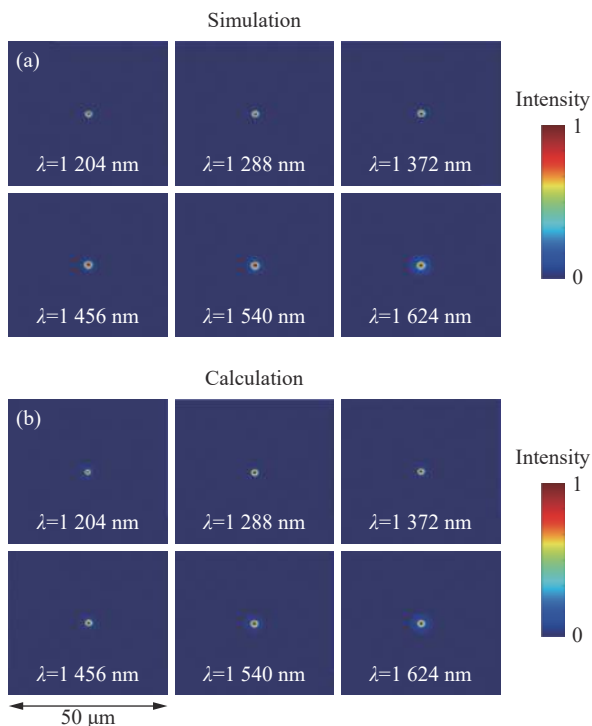 Simulation
(a)
λ=1 204 nm
λ=1 288 nm
λ=1 372 nm
λ=1 456 nm
λ=1 540 nm
λ=1 624 nm
Intensity
1
0
Calculation
(b)
λ=1 204 nm
λ=1 288 nm
λ=1 372 nm
λ=1 456 nm
λ=1 540 nm
λ=1 624 nm
Intensity
1
0
50 μm